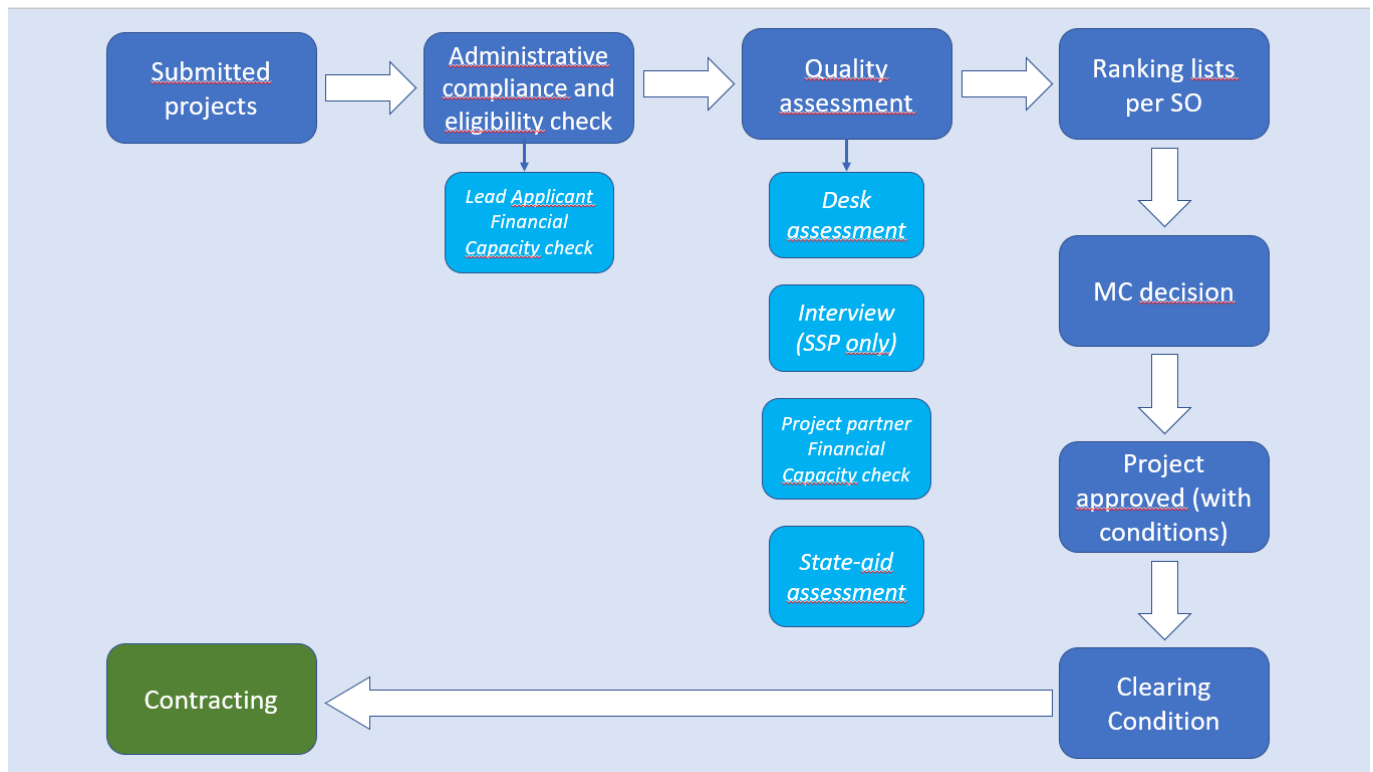 Submitted
projects
Administrative
compliance and
eligibility check
Quality
assessment
Ranking lists
per SO
Lead Applicant
Financial
Capacity check
Desk
assessment
Interview
(SSP only)
Project partner
Financial
Capacity check
State-aid
assessment
MC decision
Project
approved (with
conditions)
Clearing
Condition
Contracting